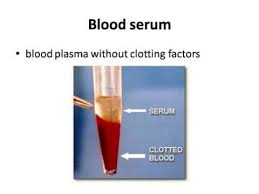 Blood serum
• blood plasma without clotting factors
SERUM
CLOTTED
BLOOD